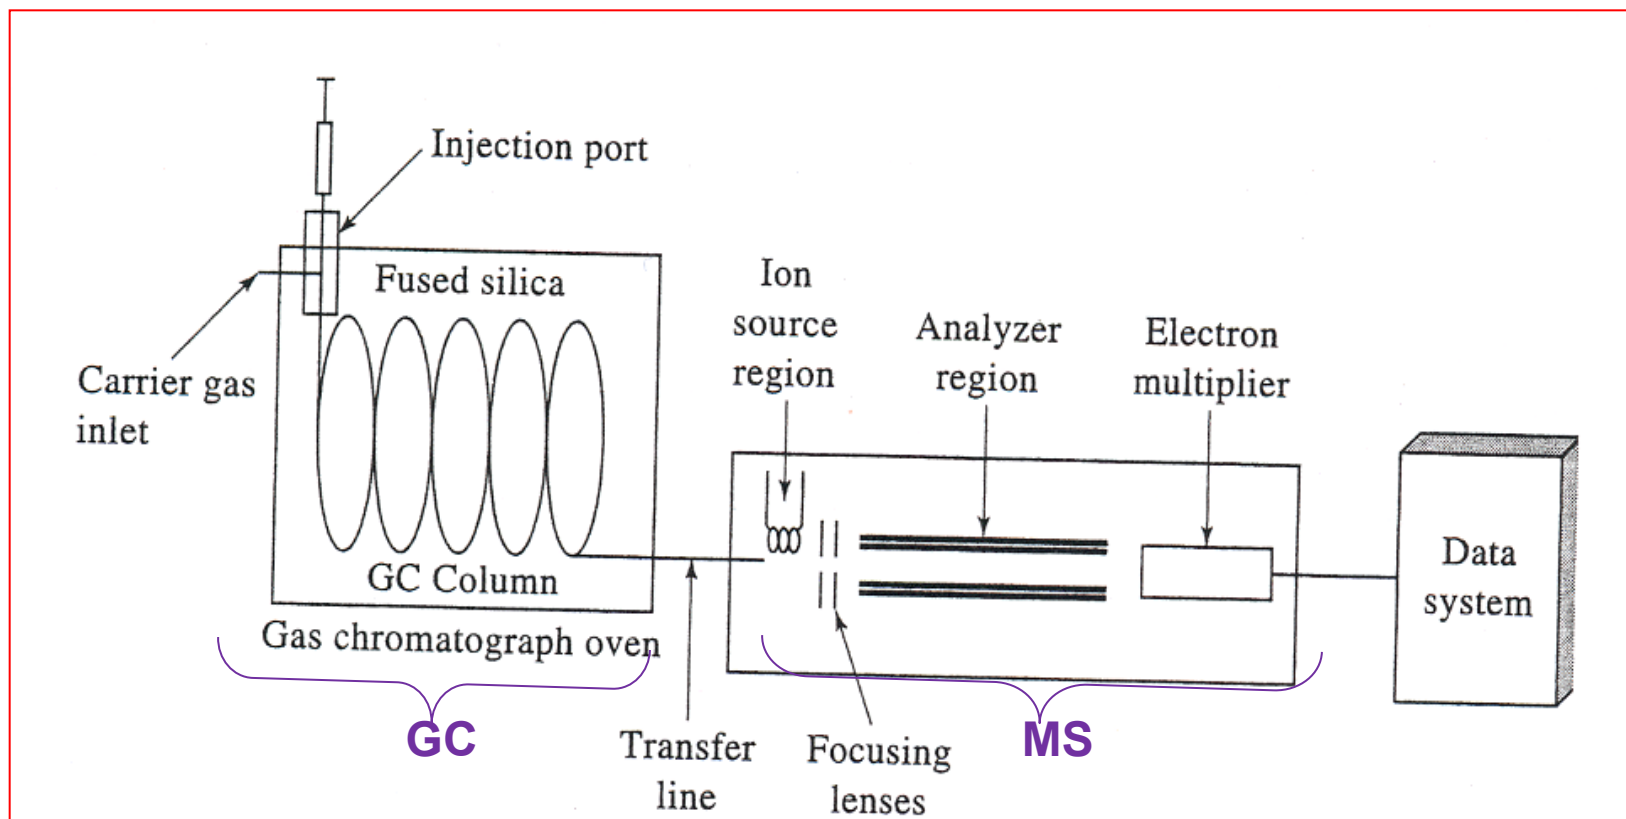 Injection port
Fused silica
Carrier gas
inlet
GC Column
Gas chromatograph oven
GC
Transfer
line
Ion
source
region
Focusing
lenses
Analyzer
region
Electron
multiplier
MS
Data
system